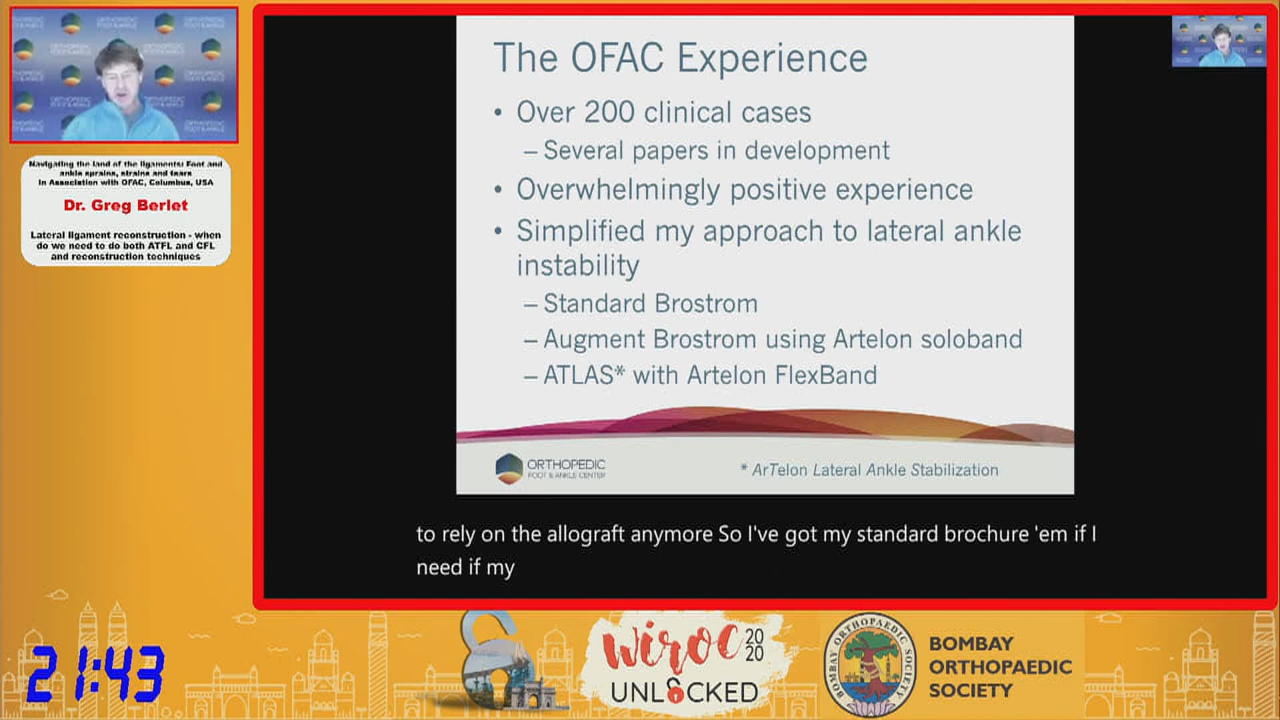 Navigating the land of the ligaments: Foot and
ankle sprains, strains and tears
In Association with OFAC, Columbus, USA
Dr. Greg Berlet
Lateral ligament reconstruction - when
do we need to do both ATFL and CFL
and reconstruction techniques
The OFAC Experience
• Over 200 clinical cases
– Several papers in development
• Overwhelmingly positive experience
• Simplified my approach to lateral ankle
instability
– Standard Brostrom
– Augment Brostrom using Artelon soloband
– ATLAS* with Artelon FlexBand
ORTHOPEDIC
FOOT & ANKLE CENTER
* ArTelon Lateral Ankle Stabilization
to rely on the allograft anymore So I've got my standard brochure 'em if I
need if my
21:43
WIROC 2020
UNLOCKED
BOMBAY ORTHOPAEDIC SOCIETY
BOMBAY
ORTHOPAEDIC
SOCIETY